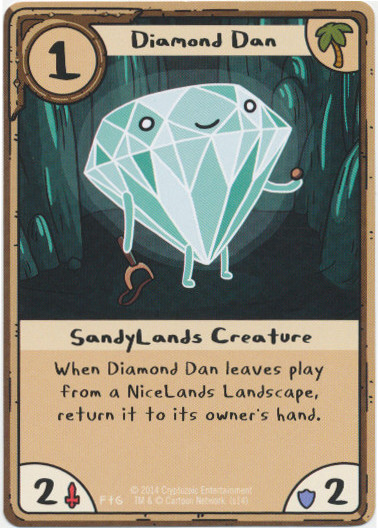 1
Diamond Dan
SandyLands Creature
When Diamond Dan leaves play
from a NiceLands Landscape,
return it to its owner's hand.
2
Ft6
© 2014 Cryptozoic Entertainment
TM & © Cartoon Network. (s14)
2